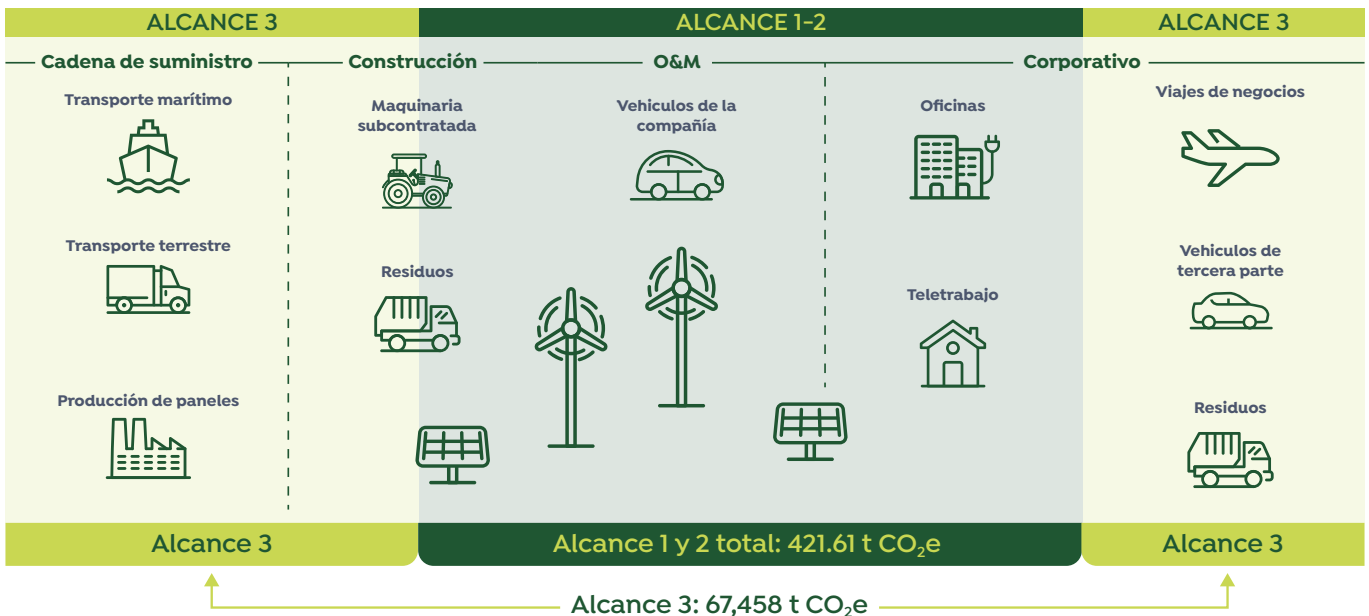 ALCANCE 3
ALCANCE 1-2
ALCANCE 3
Cadena de suministro
Construcción
O&M
Corporativo
Transporte marítimo
Transporte terrestre
Producción de paneles
Maquinaria
subcontratada
Residuos
Vehiculos de la
compañía
Oficinas
Teletrabajo
Viajes de negocios
Vehiculos de
tercera parte
Residuos
Alcance 3
Alcance 1 y 2 total: 421.61 t CO₂e
Alcance 3
Alcance 3: 67,458 t CO₂e